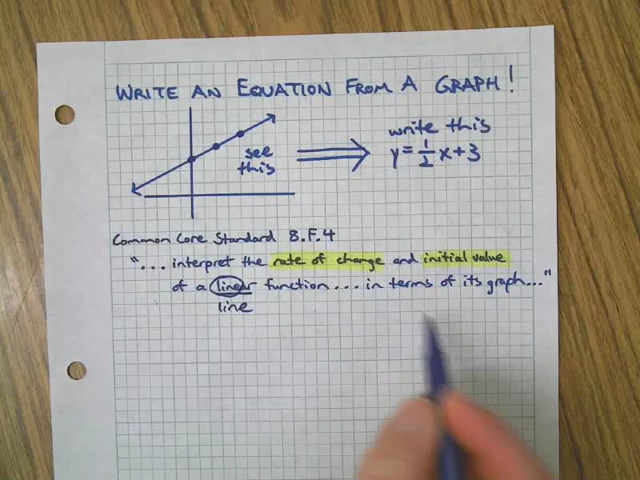 WRITE AN EQUATION FROM A GRAPH!
see
this
write this
y = 1/2 x + 3
Common Core Standard 8.F.4
"... interpret the rate of change and initial value
of a linear function... in terms of its graph..."
line